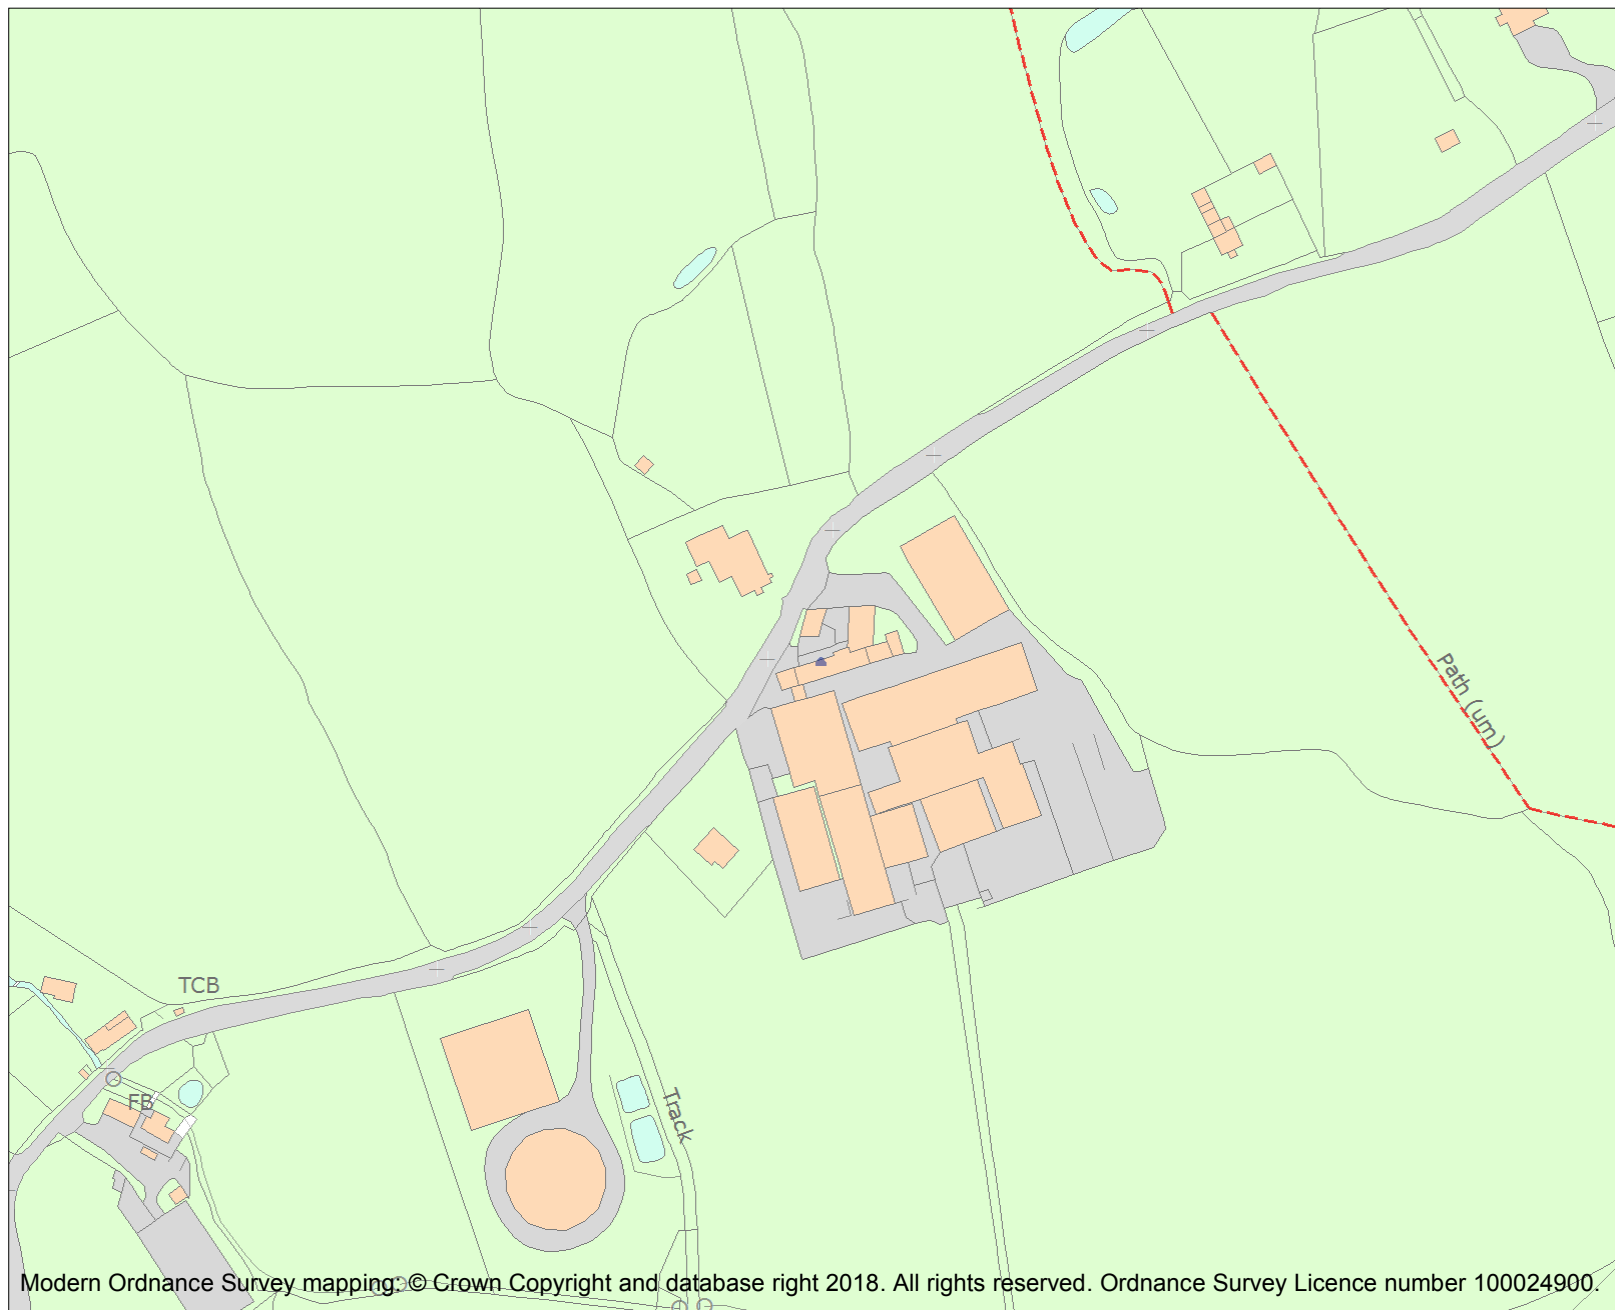 Path (um)
TCB
FB
Track
Modern Ordnance Survey mapping: © Crown Copyright and database right 2018. All rights reserved. Ordnance Survey Licence number 100024900.